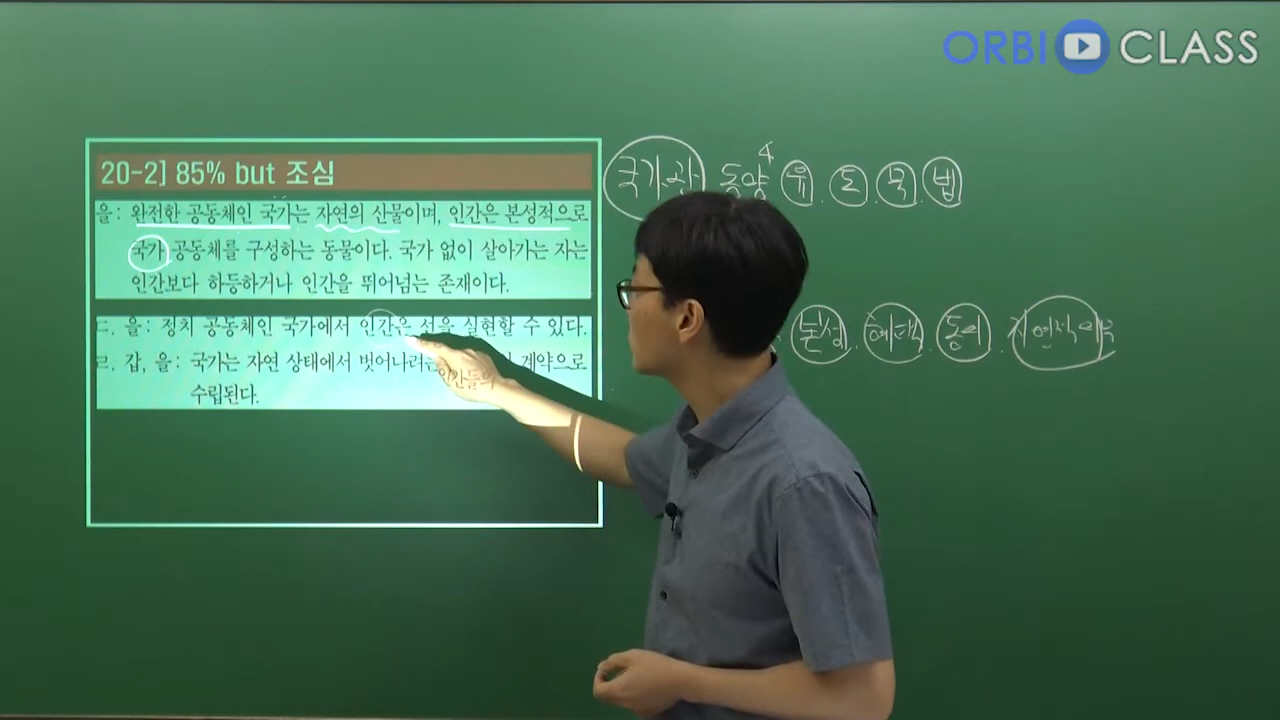 ORBI CLASS
20-2] 85% but 조심
을: 완전한 공동체인 국가는 자연의 산물이며, 인간은 본성적으로
국가 공동체를 구성하는 동물이다. 국가 없이 살아가는 자는
인간보다 하등하거나 인간을 뛰어넘는 존재이다.
ㄷ. 을: 정치 공동체인 국가에서 인간은 선을 실현할 수 있다.
ㄹ. 갑, 을: 국가는 자연 상태에서 벗어나려는 인간들의 계약으로
수립된다.
국가관 동양 4 유. 도. 묵. 법
본성. 혜택. 동의. 자연적 의무